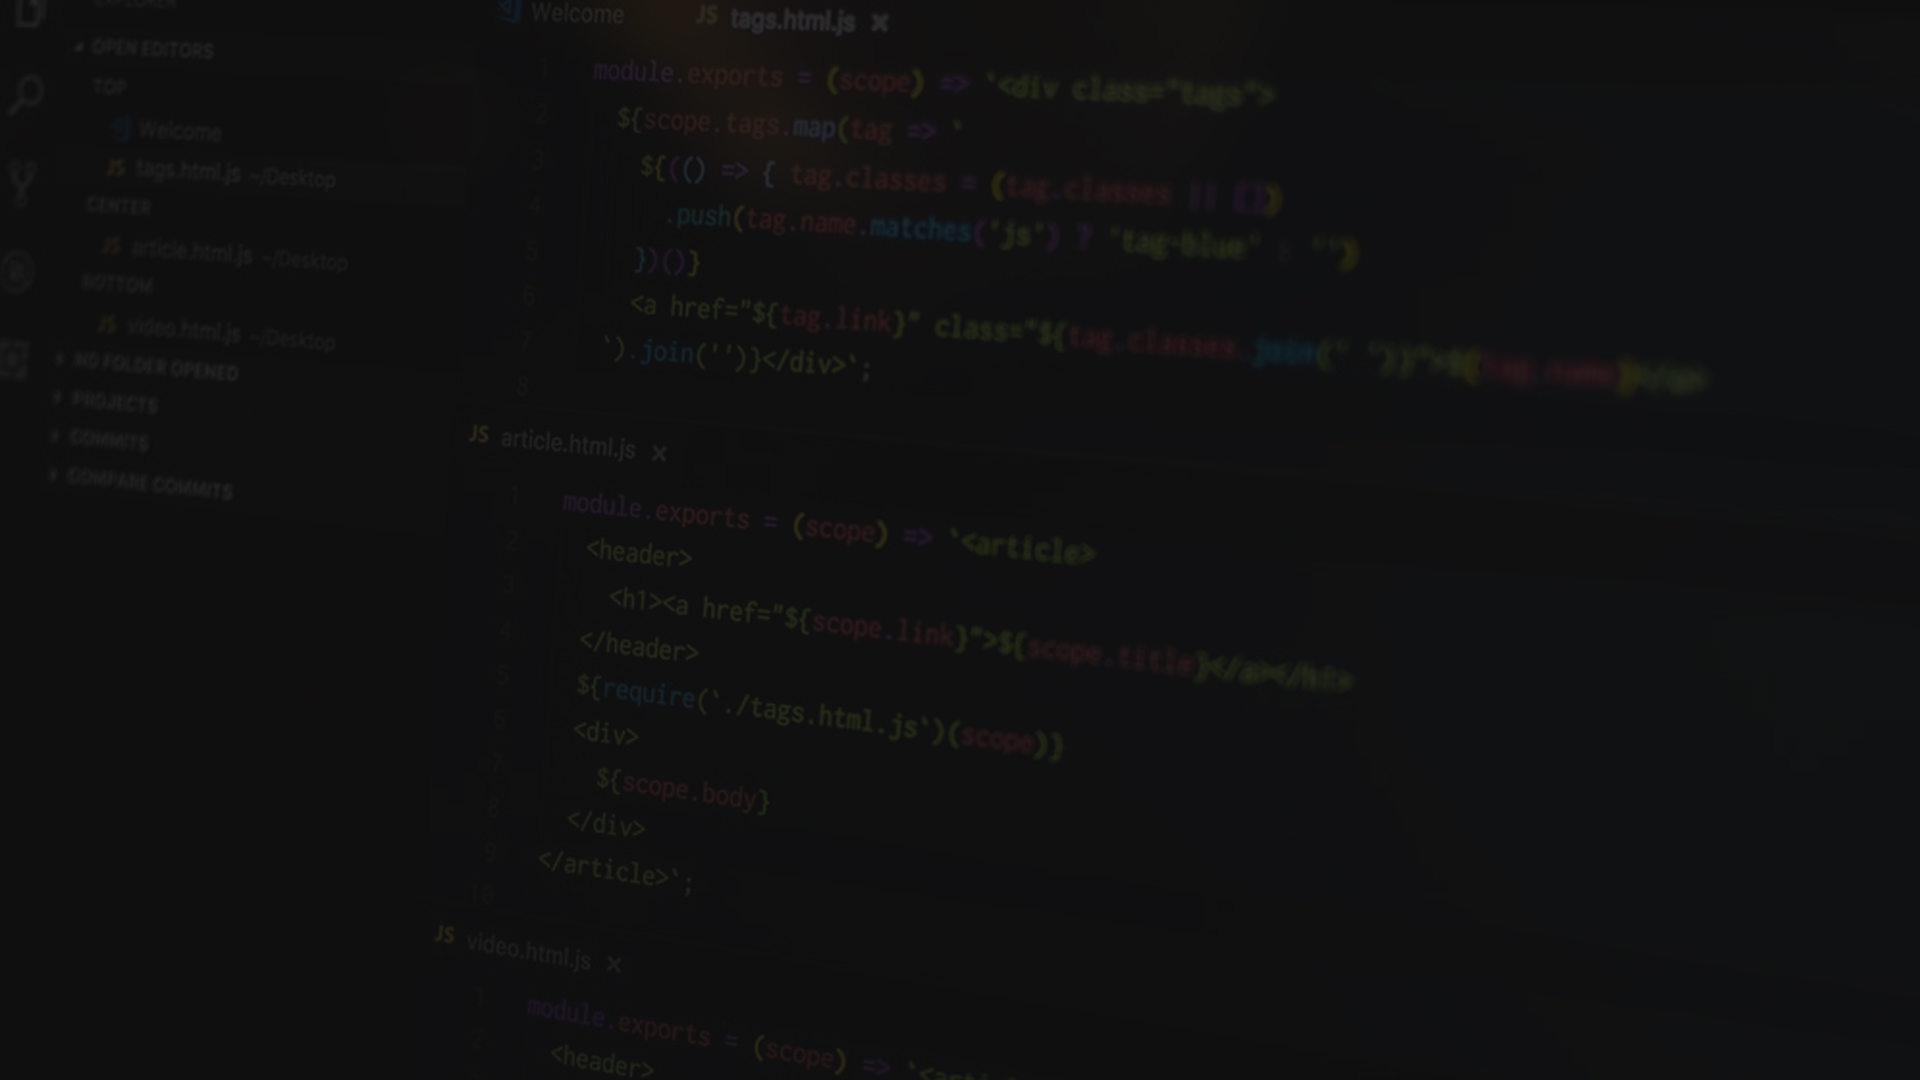 EXPLORER
OPEN EDITORS
TOP
Welcome
JS tags.html.js ~/Desktop
CENTER
JS article.html.js ~/Desktop
BOTTOM
JS video.html.js ~/Desktop
NO FOLDER OPENED
PROJECTS
COMMITS
COMPARE COMMITS
Welcome JS tags.html.js ×
1 module.exports = (scope) => `<div class="tags">
2 ${scope.tags.map(tag => `
3 ${(() => { tag.classes = (tag.classes || [])
4 .push(tag.name.matches('js') ? 'tag-blue' : '')
5 })()}
6 <a href="${tag.link}" class="${tag.classes.join(' ')}">${tag.name}</a>
7 `).join('')}</div>`;
8
JS article.html.js ×
1 module.exports = (scope) => `<article>
2 <header>
3 <h1><a href="${scope.link}">${scope.title}</a></h1>
4 </header>
5 ${require(`./tags.html.js`)(scope)}
6 <div>
7 ${scope.body}
8 </div>
9 </article>`;
10
JS video.html.js ×
1 module.exports = (scope) => `<arti
2 <header>